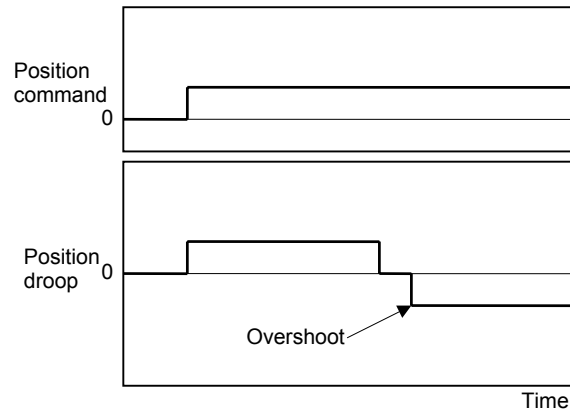 Position
command
0
Position
droop
0
Overshoot
Time